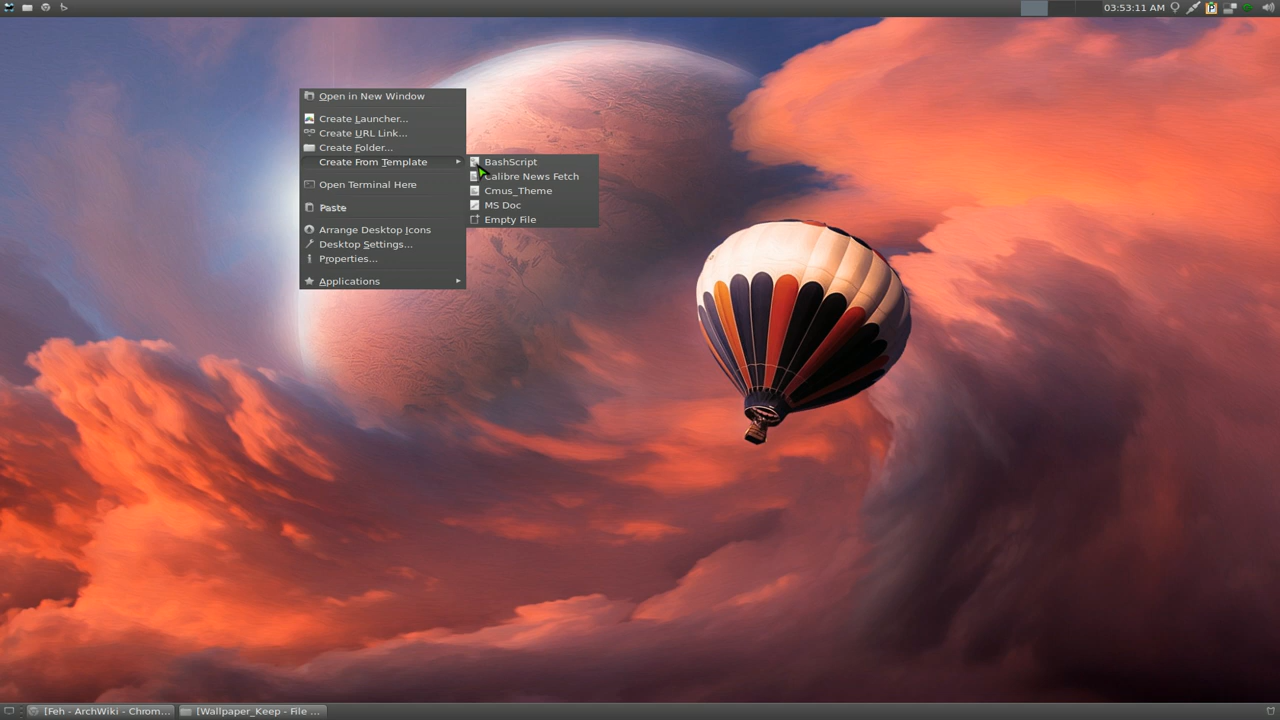 03:53:11 AM
Open in New Window
Create Launcher...
Create URL Link...
Create Folder...
Create From Template
Open Terminal Here
Paste
Arrange Desktop Icons
Desktop Settings...
Properties...
Applications
BashScript
Calibre News Fetch
Cmus_Theme
MS Doc
Empty File
[Feh - ArchWiki - Chrom...
[Wallpaper_Keep - File ...